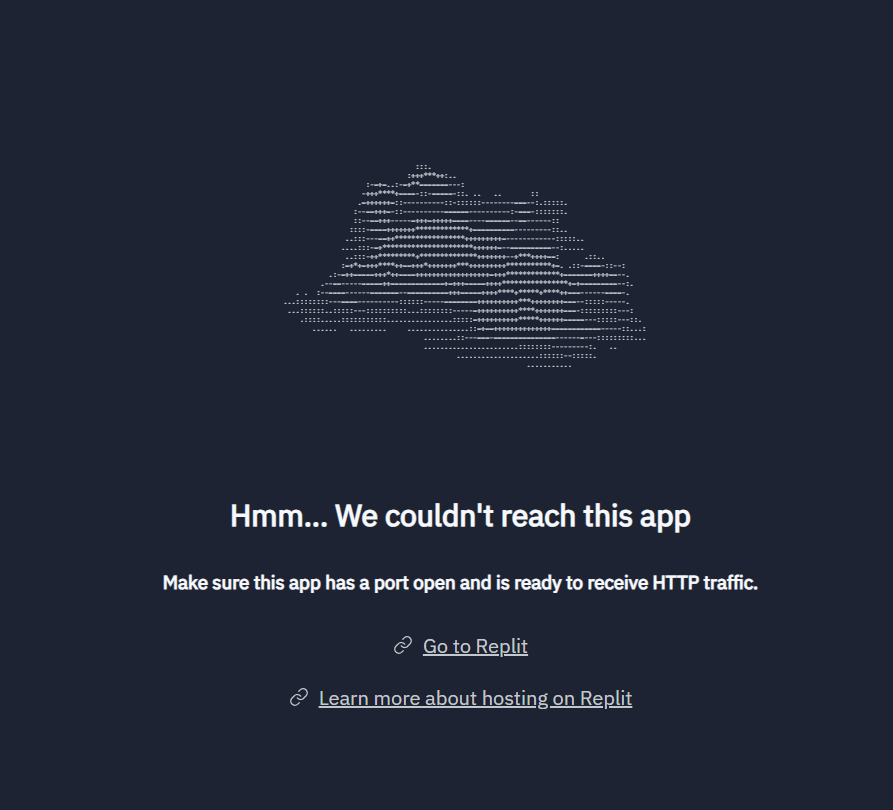 Hmm... We couldn't reach this app
Make sure this app has a port open and is ready to receive HTTP traffic.
Go to Replit
Learn more about hosting on Replit